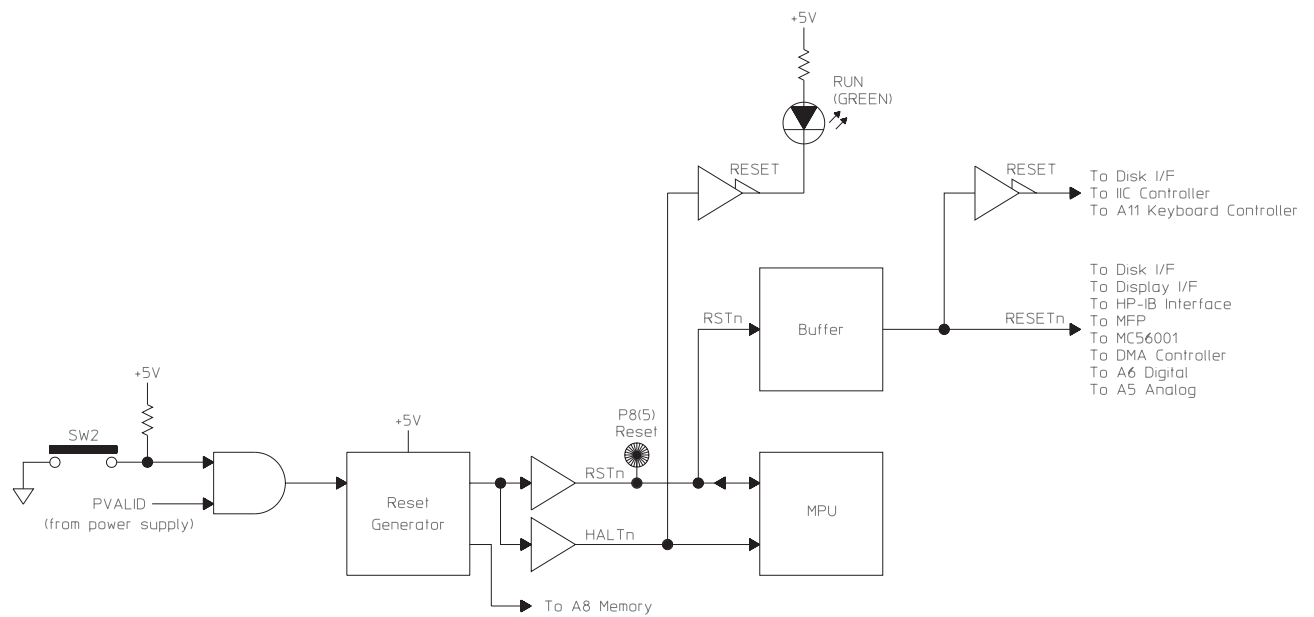 +5V
RUN
(GREEN)
RESET
RESET
To Disk I/F
To IIC Controller
To A11 Keyboard Controller
RSTn
Buffer
RESETn
To Disk I/F
To Display I/F
To HP-IB Interface
To MFP
To MC56001
To DMA Controller
To A6 Digital
To A5 Analog
+5V
SW2
PVALID
(from power supply)
+5V
Reset
Generator
P8(5)
Reset
RSTn
HALTn
MPU
To A8 Memory